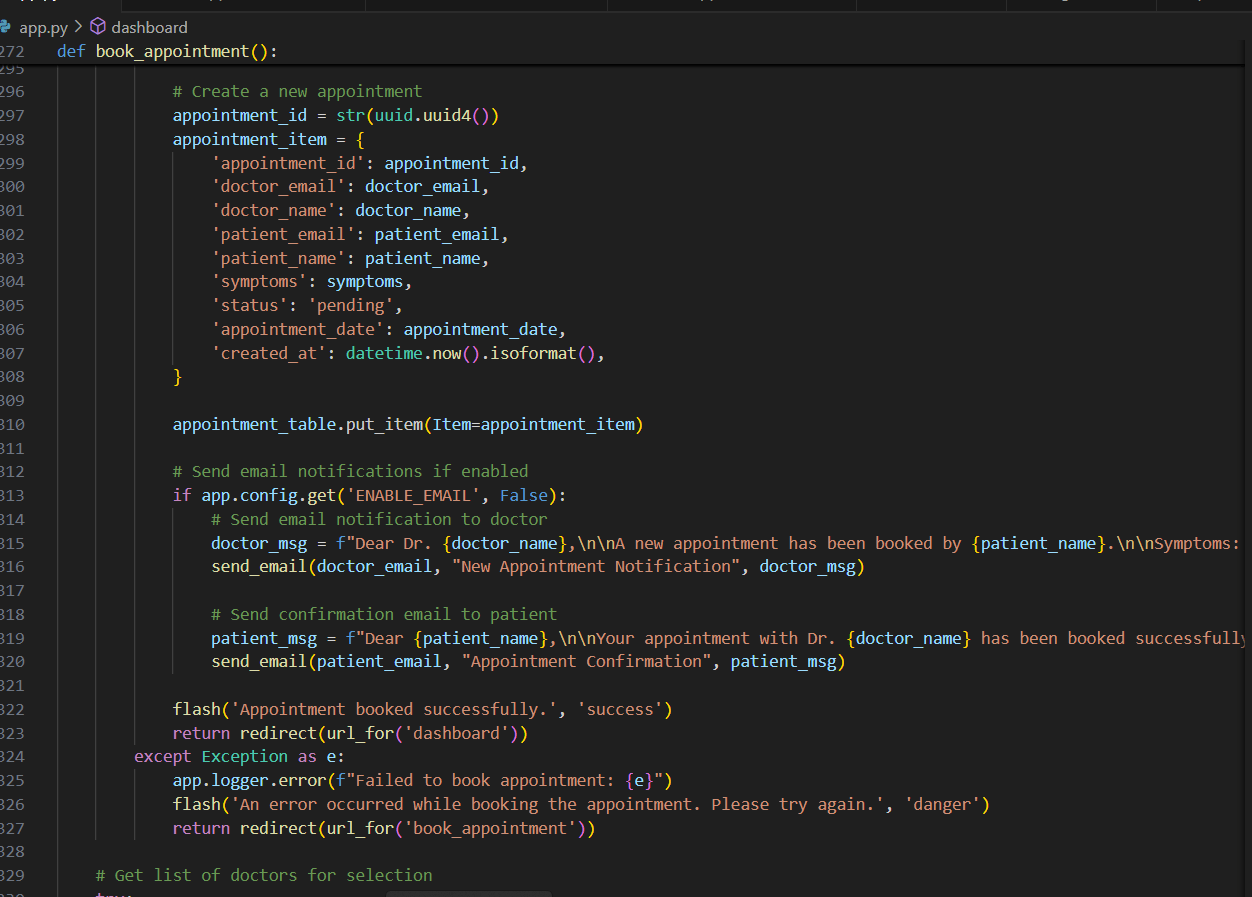 app.py > dashboard
272 def book_appointment():
295
296 # Create a new appointment
297 appointment_id = str(uuid.uuid4())
298 appointment_item = {
299 'appointment_id': appointment_id,
300 'doctor_email': doctor_email,
301 'doctor_name': doctor_name,
302 'patient_email': patient_email,
303 'patient_name': patient_name,
304 'symptoms': symptoms,
305 'status': 'pending',
306 'appointment_date': appointment_date,
307 'created_at': datetime.now().isoformat(),
308 }
309
310 appointment_table.put_item(Item=appointment_item)
311
312 # Send email notifications if enabled
313 if app.config.get('ENABLE_EMAIL', False):
314 # Send email notification to doctor
315 doctor_msg = f"Dear Dr. {doctor_name},\n\nA new appointment has been booked by {patient_name}.\n\nSymptoms:
316 send_email(doctor_email, "New Appointment Notification", doctor_msg)
317
318 # Send confirmation email to patient
319 patient_msg = f"Dear {patient_name},\n\nYour appointment with Dr. {doctor_name} has been booked successfully
320 send_email(patient_email, "Appointment Confirmation", patient_msg)
321
322 flash('Appointment booked successfully.', 'success')
323 return redirect(url_for('dashboard'))
324 except Exception as e:
325 app.logger.error(f"Failed to book appointment: {e}")
326 flash('An error occurred while booking the appointment. Please try again.', 'danger')
327 return redirect(url_for('book_appointment'))
328
329 # Get list of doctors for selection